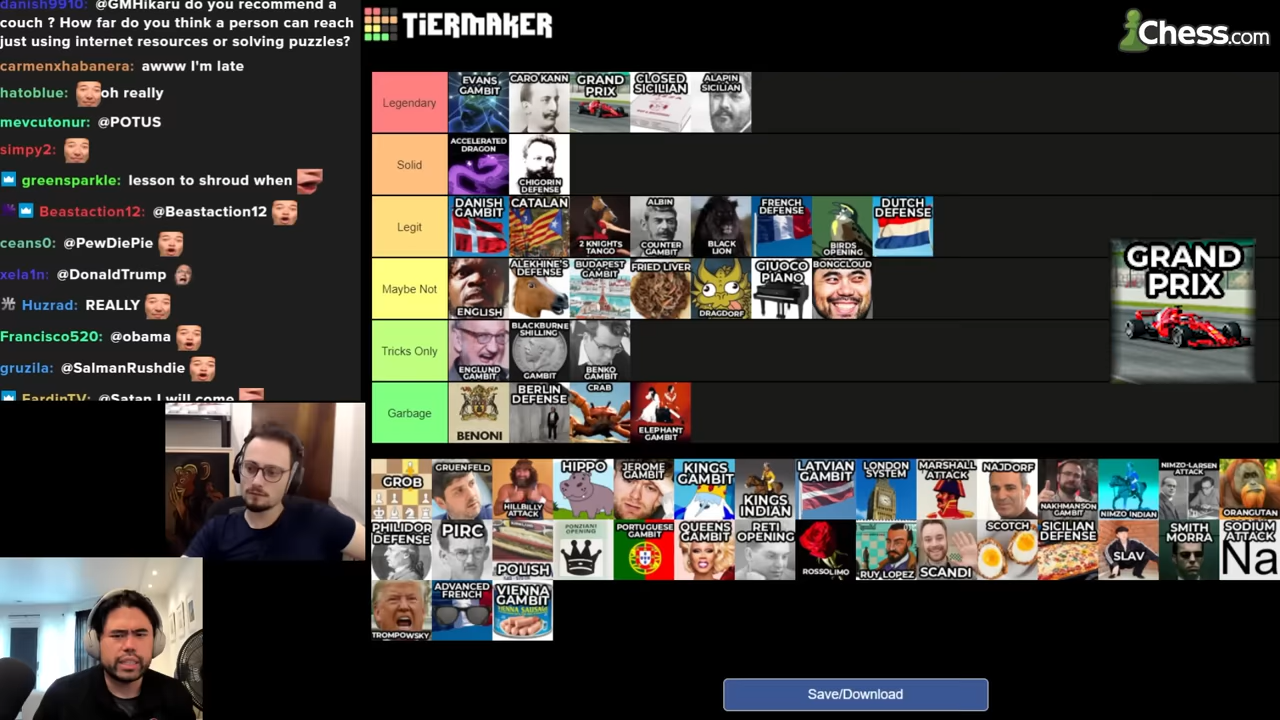 danish9910: @GMHikaru do you recommend a
couch ? How far do you think a person can reach
just using internet resources or solving puzzles?
carmenxhabanera: awww I'm late
hatoblue: oh really
mevcutonur: @POTUS
simpy2:
greensparkle: lesson to shroud when
Beastaction12: @Beastaction12
ceans0: @PewDiePie
xela1n: @DonaldTrump
光 Huzrad: REALLY
Francisco520: @obama
gruzila: @SalmanRushdie
FardinTV: @Satan I will come
TIERMAKER
Chess.com
Legendary
EVANS
GAMBIT
CARO KANN
GRAND
PRIX
CLOSED
SICILIAN
ALAPIN
SICILIAN
Solid
ACCELERATED
DRAGON
CHIGORIN
DEFENSE
Legit
DANISH
GAMBIT
CATALAN
2 KNIGHTS
TANGO
ALBIN
COUNTER
GAMBIT
BLACK
LION
FRENCH
DEFENSE
BIRDS
OPENING
DUTCH
DEFENSE
Maybe Not
ENGLISH
ALEKHINE'S
DEFENSE
BUDAPEST
GAMBIT
FRIED LIVER
DRAGDORF
GIUOCO
PIANO
BONGCLOUD
Tricks Only
ENGLUND
GAMBIT
BLACKBURNE
SHILLING
GAMBIT
BENKO
GAMBIT
Garbage
BENONI
BERLIN
DEFENSE
CRAB
ELEPHANT
GAMBIT
GRAND
PRIX
GROB
GRUENFELD
HILLBILLY
ATTACK
HIPPO
JEROME
GAMBIT
KINGS
GAMBIT
KINGS
INDIAN
LATVIAN
GAMBIT
LONDON
SYSTEM
MARSHALL
ATTACK
NAJDORF
NAKHMANSON
GAMBIT
NIMZO INDIAN
NIMZO-LARSEN
ATTACK
ORANGUTAN
PHILIDOR
DEFENSE
PIRC
POLISH
PONZIANI
OPENING
PORTUGUESE
GAMBIT
QUEENS
GAMBIT
RETI
OPENING
ROSSOLIMO
RUY LOPEZ
SCANDI
SCOTCH
SICILIAN
DEFENSE
SLAV
SMITH
MORRA
SODIUM
ATTACK
Na
TROMPOWSKY
ADVANCED
FRENCH
VIENNA
GAMBIT
VIENNA SAUSAGE
Save/Download